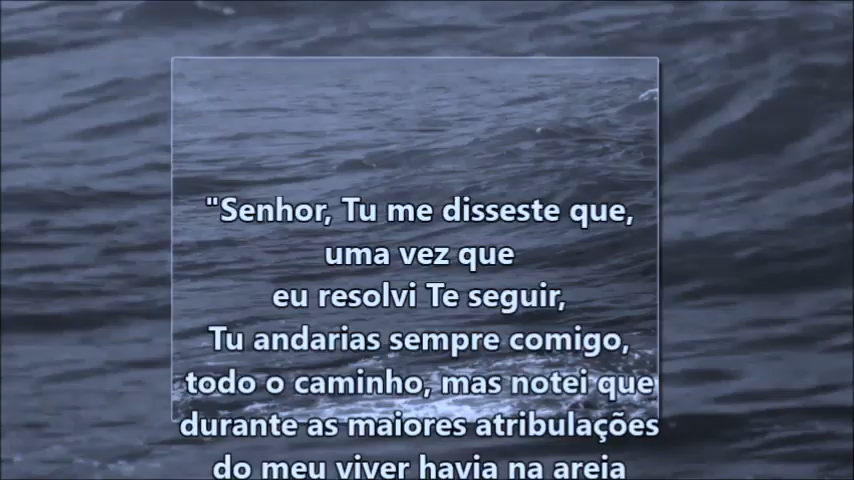 "Senhor, Tu me disseste que,
uma vez que
eu resolvi Te seguir,
Tu andarias sempre comigo,
todo o caminho, mas notei que
durante as maiores atribulações
do meu viver havia na areia